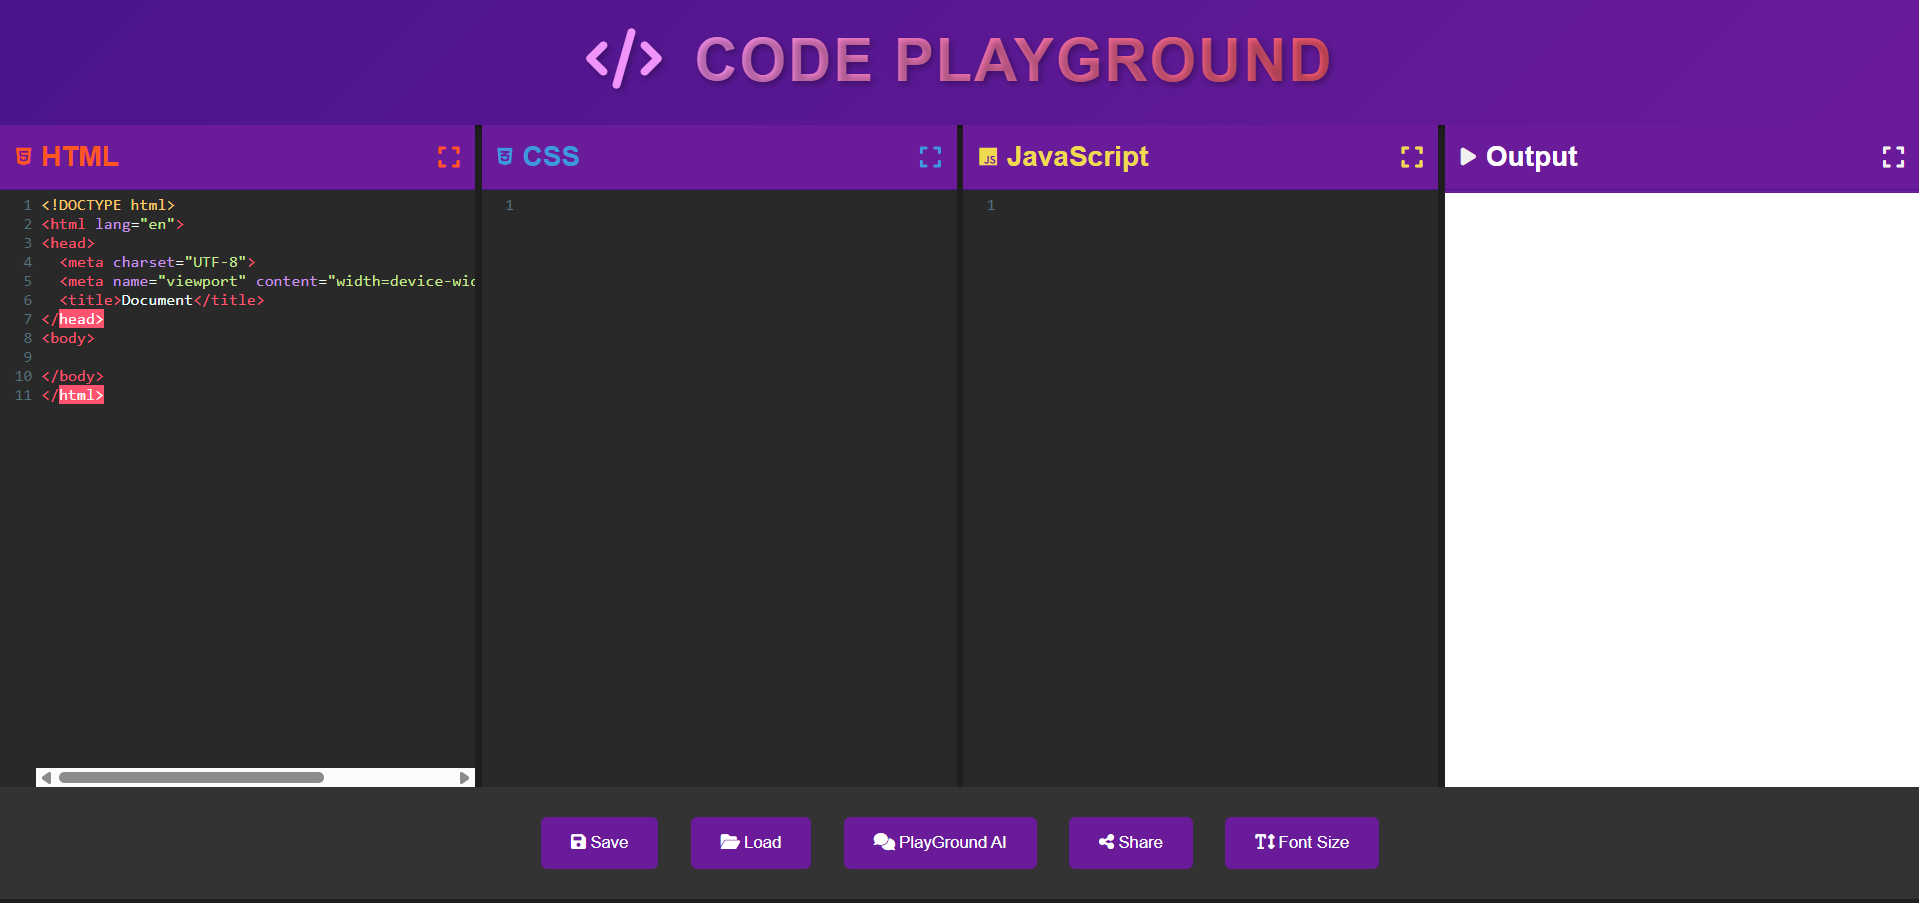 </> CODE PLAYGROUND
HTML
1 <!DOCTYPE html>
2 <html lang="en">
3 <head>
4   <meta charset="UTF-8">
5   <meta name="viewport" content="width=device-wid
6   <title>Document</title>
7 </head>
8 <body>
9
10 </body>
11 </html>
CSS
1
JS JavaScript
1
Output
Save
Load
PlayGround AI
Share
Font Size